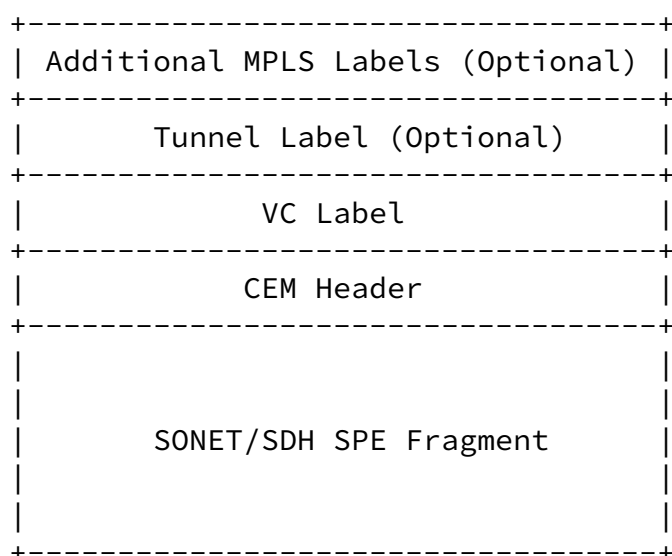 +-----------------------------------+
| Additional MPLS Labels (Optional) |
+-----------------------------------+
|       Tunnel Label (Optional)     |
+-----------------------------------+
|             VC Label              |
+-----------------------------------+
|            CEM Header             |
+-----------------------------------+
|                                   |
|                                   |
|       SONET/SDH SPE Fragment      |
|                                   |
|                                   |
+-----------------------------------+